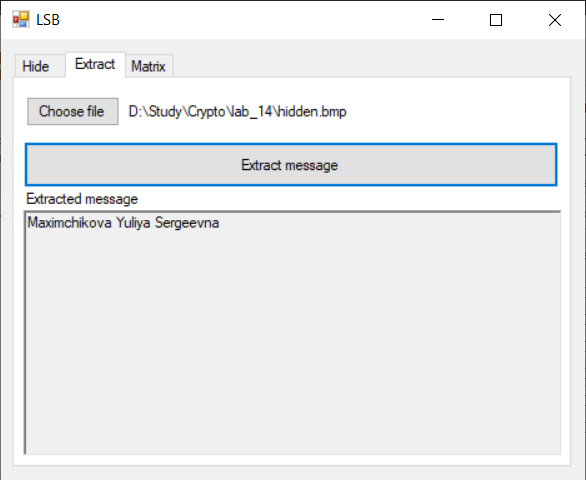 LSB
Hide Extract Matrix
Choose file D:\Study\Crypto\lab_14\hidden.bmp
Extract message
Extracted message
Maximchikova Yuliya Sergeevna